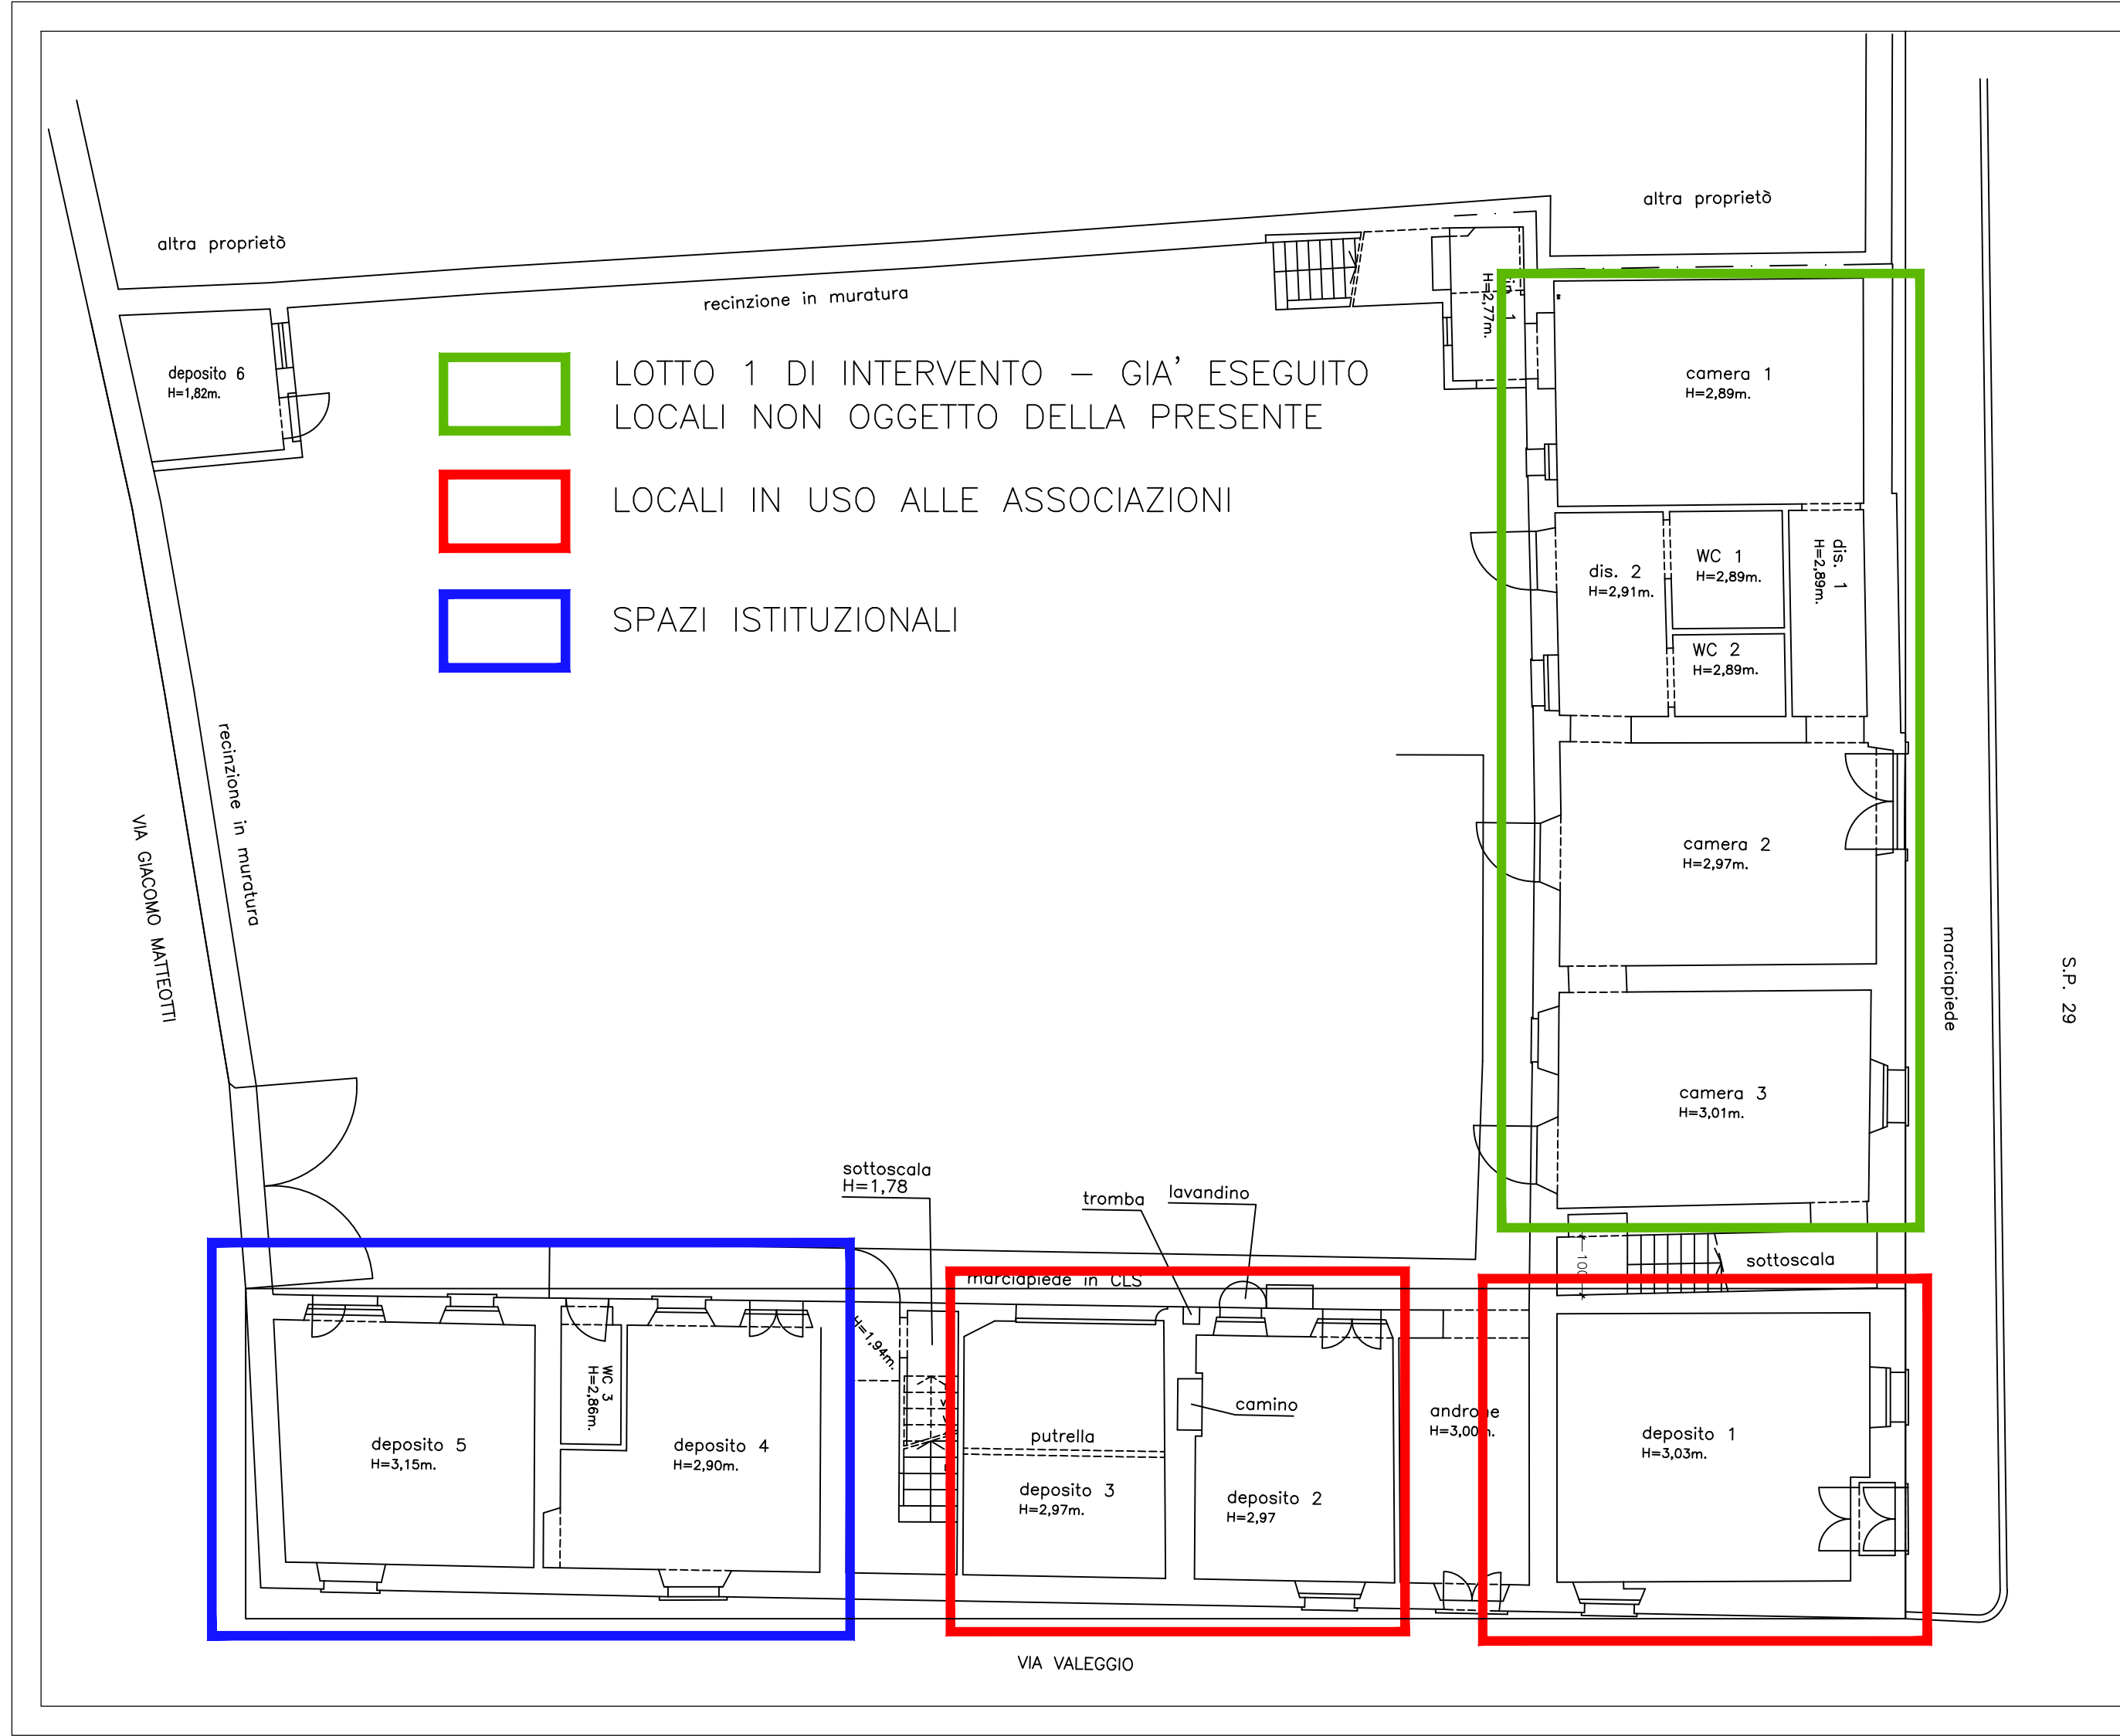 altra proprietò
altra proprietò
recinzione in muratura
H=2,77m.
deposito 6
H=1,82m.
LOTTO 1 DI INTERVENTO – GIA' ESEGUITO
LOCALI NON OGGETTO DELLA PRESENTE
LOCALI IN USO ALLE ASSOCIAZIONI
SPAZI ISTITUZIONALI
camera 1
H=2,89m.
dis. 2
H=2,91m.
WC 1
H=2,89m.
dis. 1
H=2,89m.
WC 2
H=2,89m.
camera 2
H=2,97m.
recinzione in muratura
VIA GIACOMO MATTEOTTI
marciapiede
S.P. 29
camera 3
H=3,01m.
sottoscala
H=1,78
tromba
lavandino
sottoscala
100
marciapiede in CLS
H=1,94m.
WC 3
H=2,86m.
camino
androne
H=3,00m.
putrella
deposito 5
H=3,15m.
deposito 4
H=2,90m.
deposito 3
H=2,97m.
deposito 2
H=2,97
deposito 1
H=3,03m.
VIA VALEGGIO